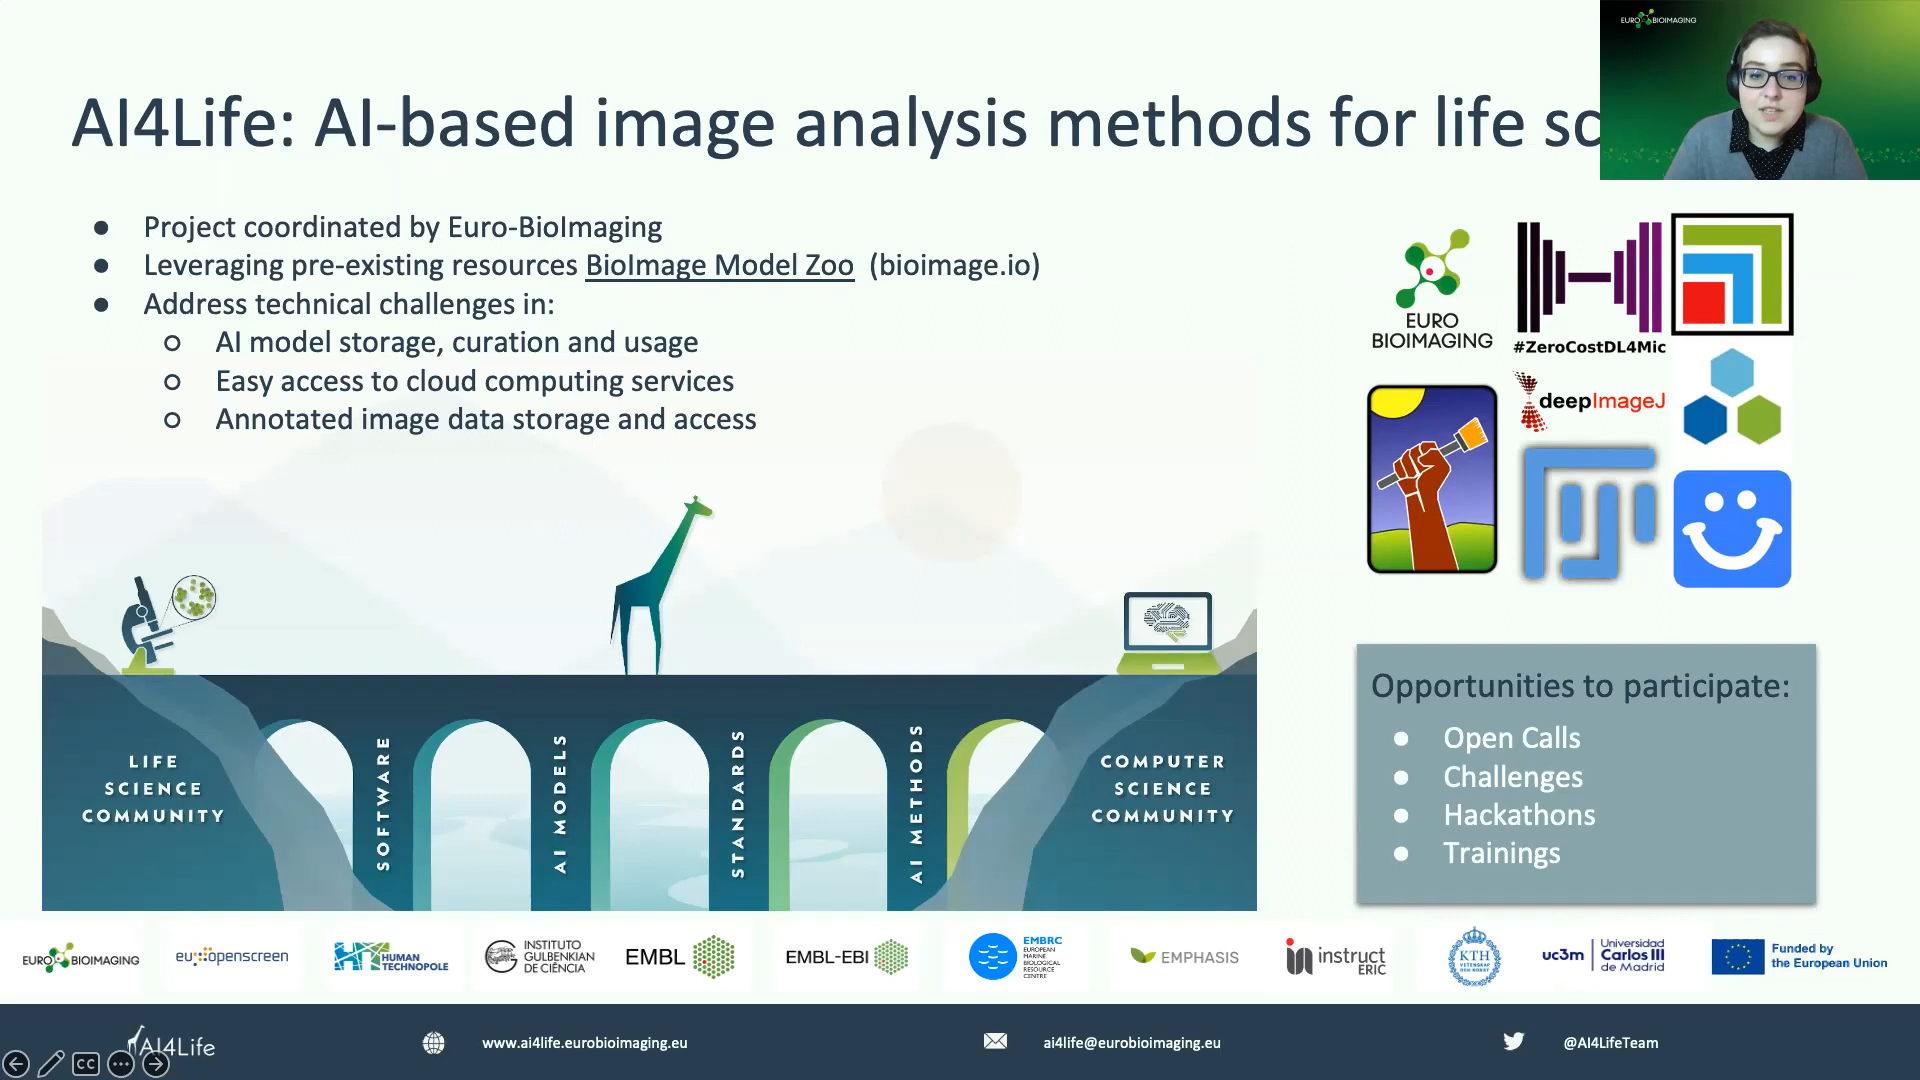 EURO BIOIMAGING
AI4Life: AI-based image analysis methods for life sc
● Project coordinated by Euro-BioImaging
● Leveraging pre-existing resources BioImage Model Zoo (bioimage.io)
● Address technical challenges in:
○ AI model storage, curation and usage
○ Easy access to cloud computing services
○ Annotated image data storage and access
EURO
BIOIMAGING
#ZeroCostDL4Mic
deepImageJ
LIFE
SCIENCE
COMMUNITY
SOFTWARE
AI MODELS
STANDARDS
AI METHODS
COMPUTER
SCIENCE
COMMUNITY
Opportunities to participate:
● Open Calls
● Challenges
● Hackathons
● Trainings
EURO BIOIMAGING
eu openscreen
HUMAN
TECHNOPOLE
INSTITUTO
GULBENKIAN
DE CIÊNCIA
EMBL
EMBL-EBI
EMBRC
EUROPEAN
MARINE
BIOLOGICAL
RESOURCE
CENTRE
EMPHASIS
instruct
ERIC
KTH
VETENSKAP
OCH KONST
uc3m
Universidad
Carlos III
de Madrid
Funded by
the European Union
AI4Life
www.ai4life.eurobioimaging.eu
ai4life@eurobioimaging.eu
@AI4LifeTeam
CC